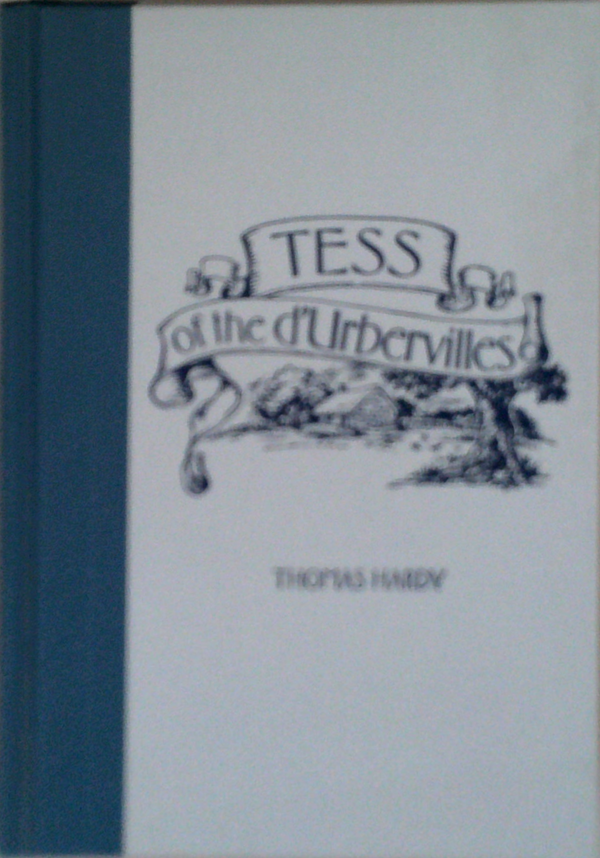 TESS
of the d'Urbervilles
THOMAS HARDY